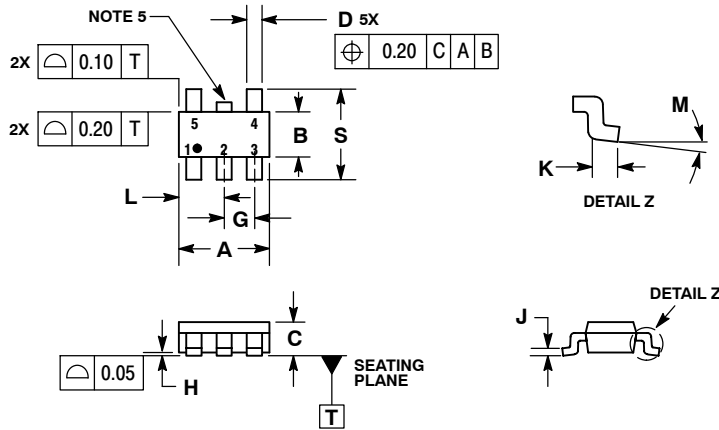 NOTE 5
D 5X
2X ⌓ 0.10 T
⌖ 0.20 C A B
2X ⌓ 0.20 T
5 4
B S
1 2 3
L
G
A
M
K
DETAIL Z
C
⌓ 0.05
H
SEATING
PLANE
T
J
DETAIL Z